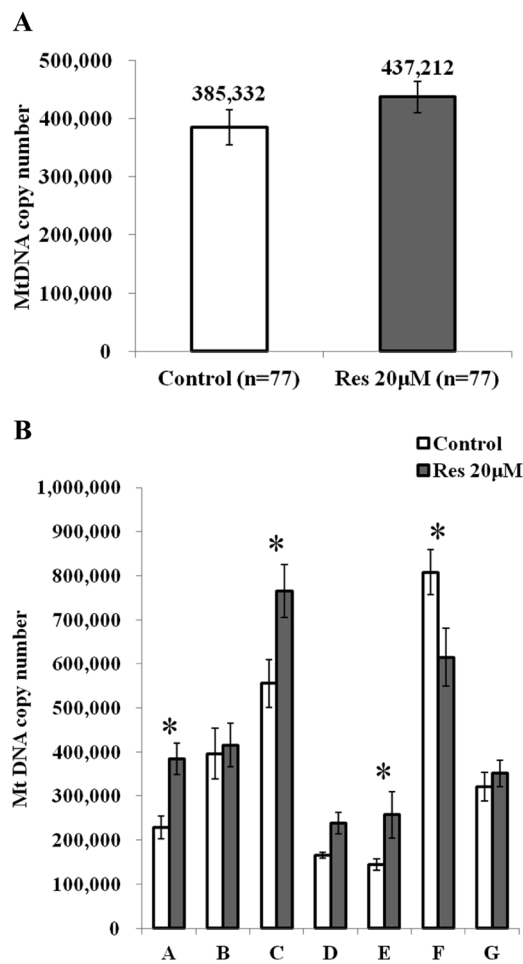 A
500,000
400,000
300,000
200,000
100,000
0
MtDNA copy number
385,332
437,212
Control (n=77)
Res 20µM (n=77)
B
Control
Res 20µM
1,000,000
900,000
800,000
700,000
600,000
500,000
400,000
300,000
200,000
100,000
0
Mt DNA copy number
*
*
*
*
A B C D E F G